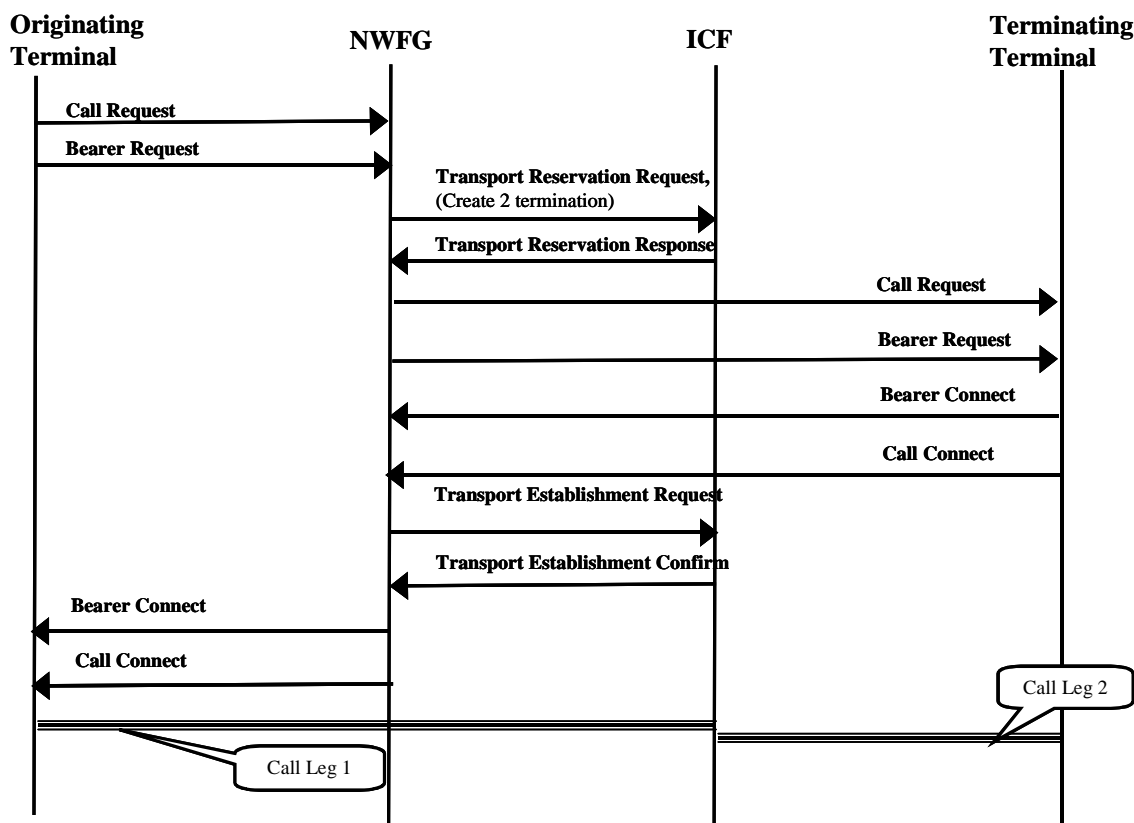 Originating
Terminal
NWFG
ICF
Terminating
Terminal
Call Request
Bearer Request
Transport Reservation Request,
(Create 2 termination)
Transport Reservation Response
Call Request
Bearer Request
Bearer Connect
Call Connect
Transport Establishment Request
Transport Establishment Confirm
Bearer Connect
Call Connect
Call Leg 2
Call Leg 1